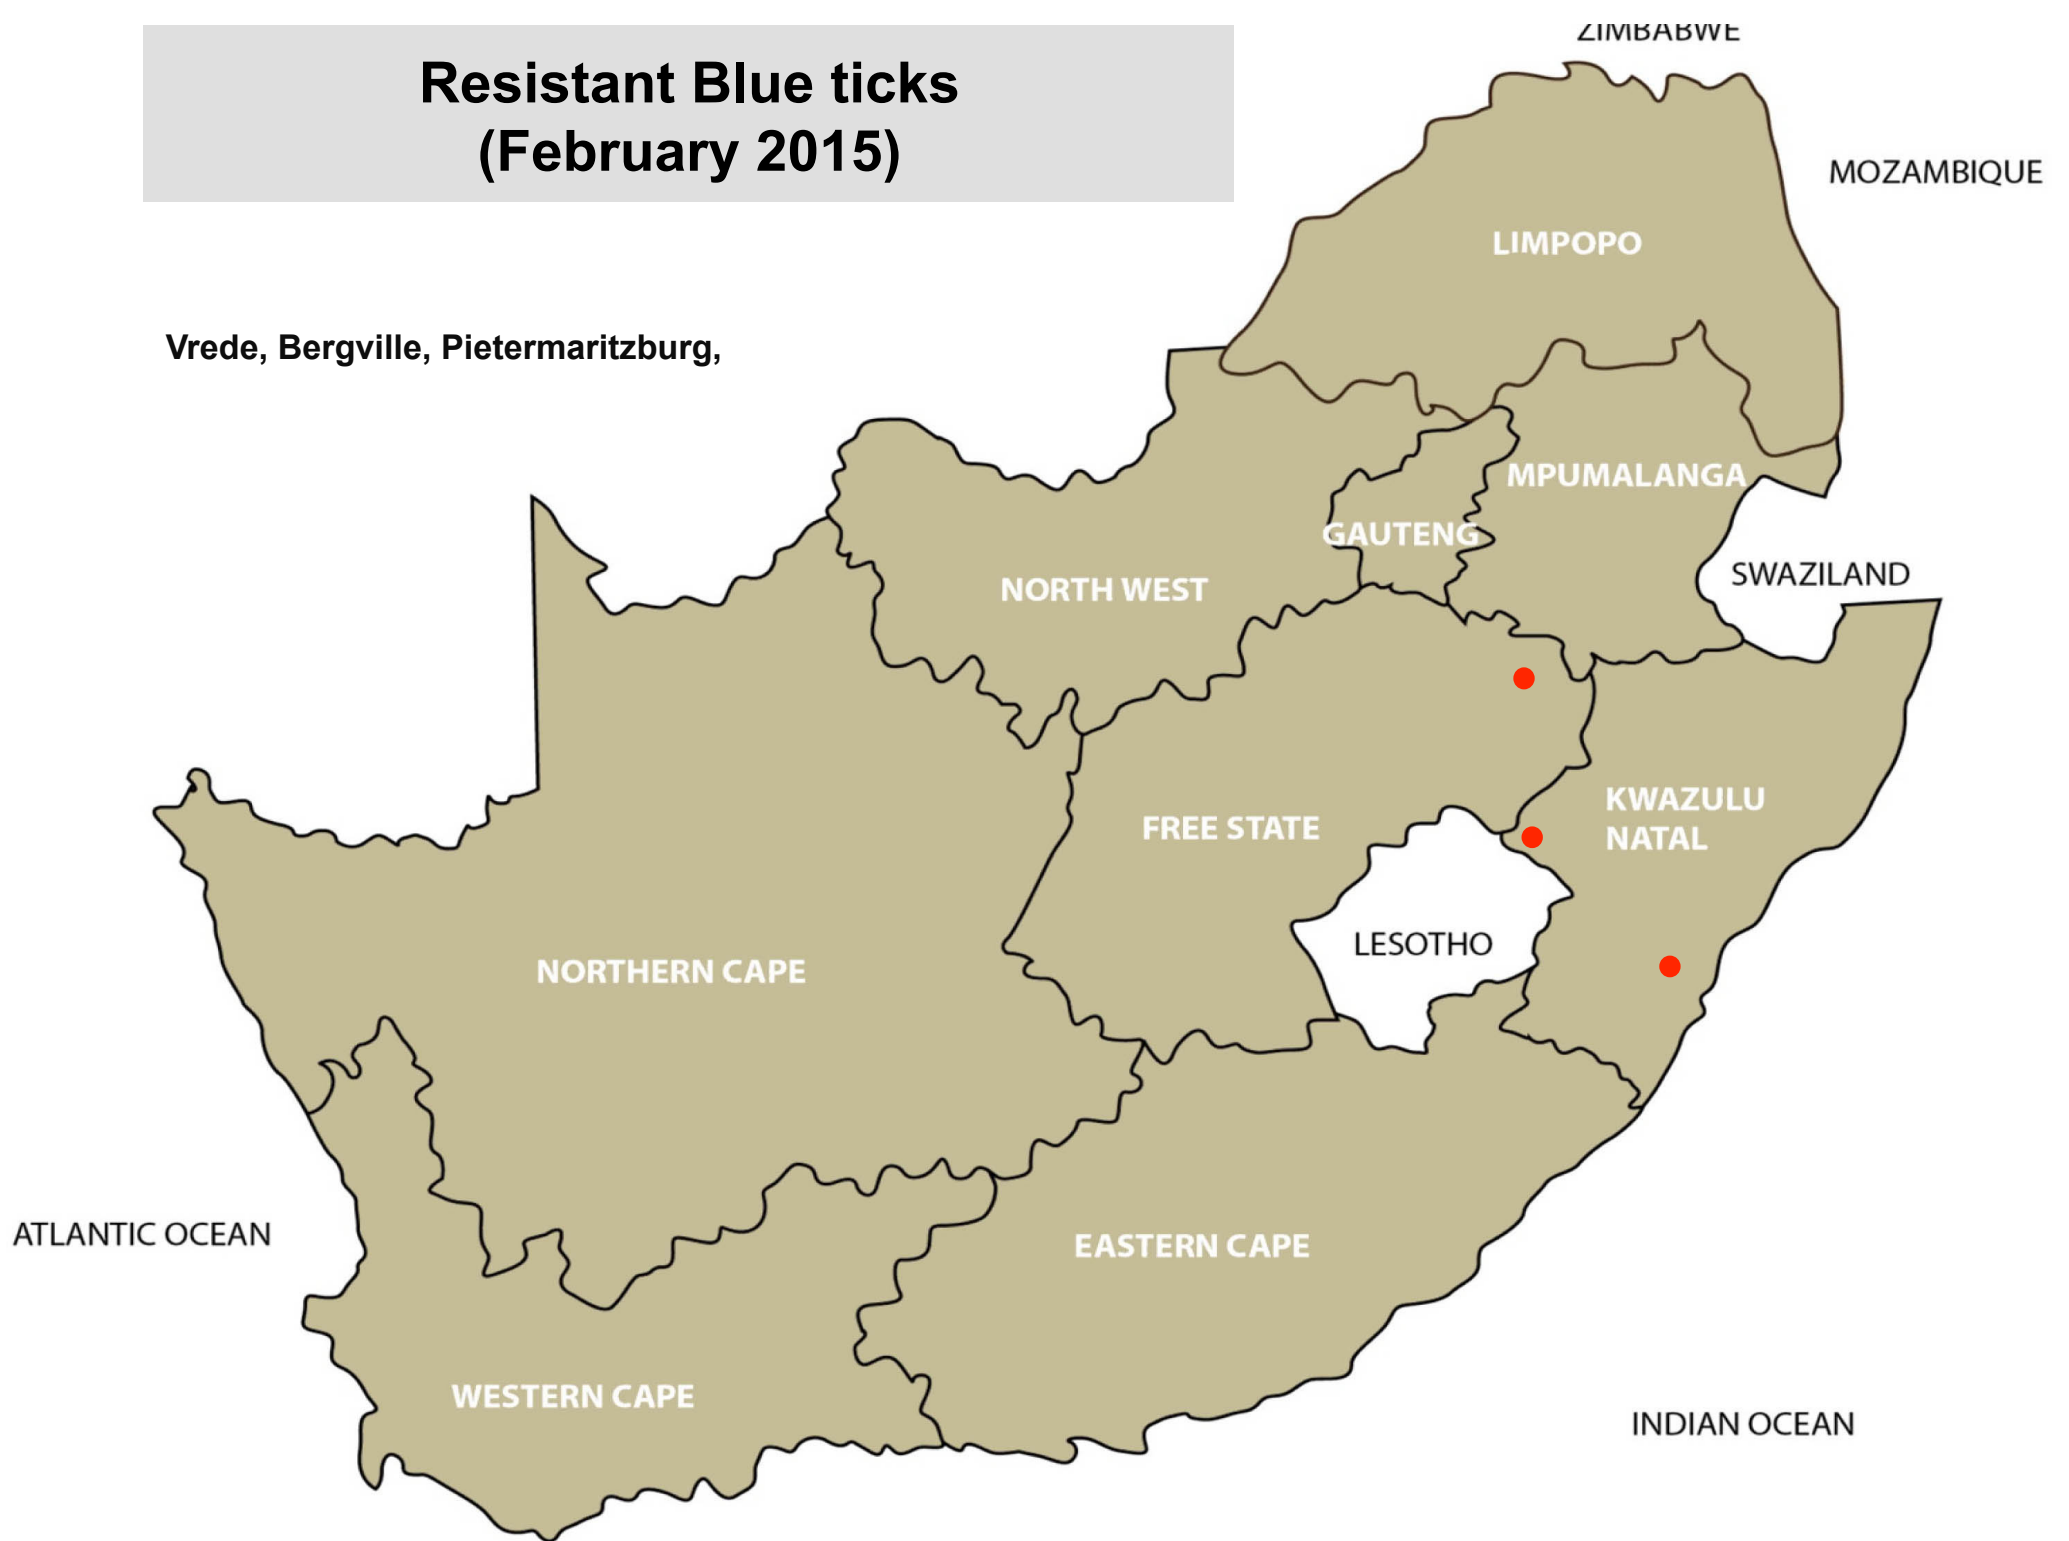 Resistant Blue ticks
(February 2015)
ZIMBABWE
MOZAMBIQUE
LIMPOPO
Vrede, Bergville, Pietermaritzburg,
MPUMALANGA
GAUTENG
SWAZILAND
NORTH WEST
KWAZULU
NATAL
FREE STATE
LESOTHO
NORTHERN CAPE
ATLANTIC OCEAN
EASTERN CAPE
WESTERN CAPE
INDIAN OCEAN